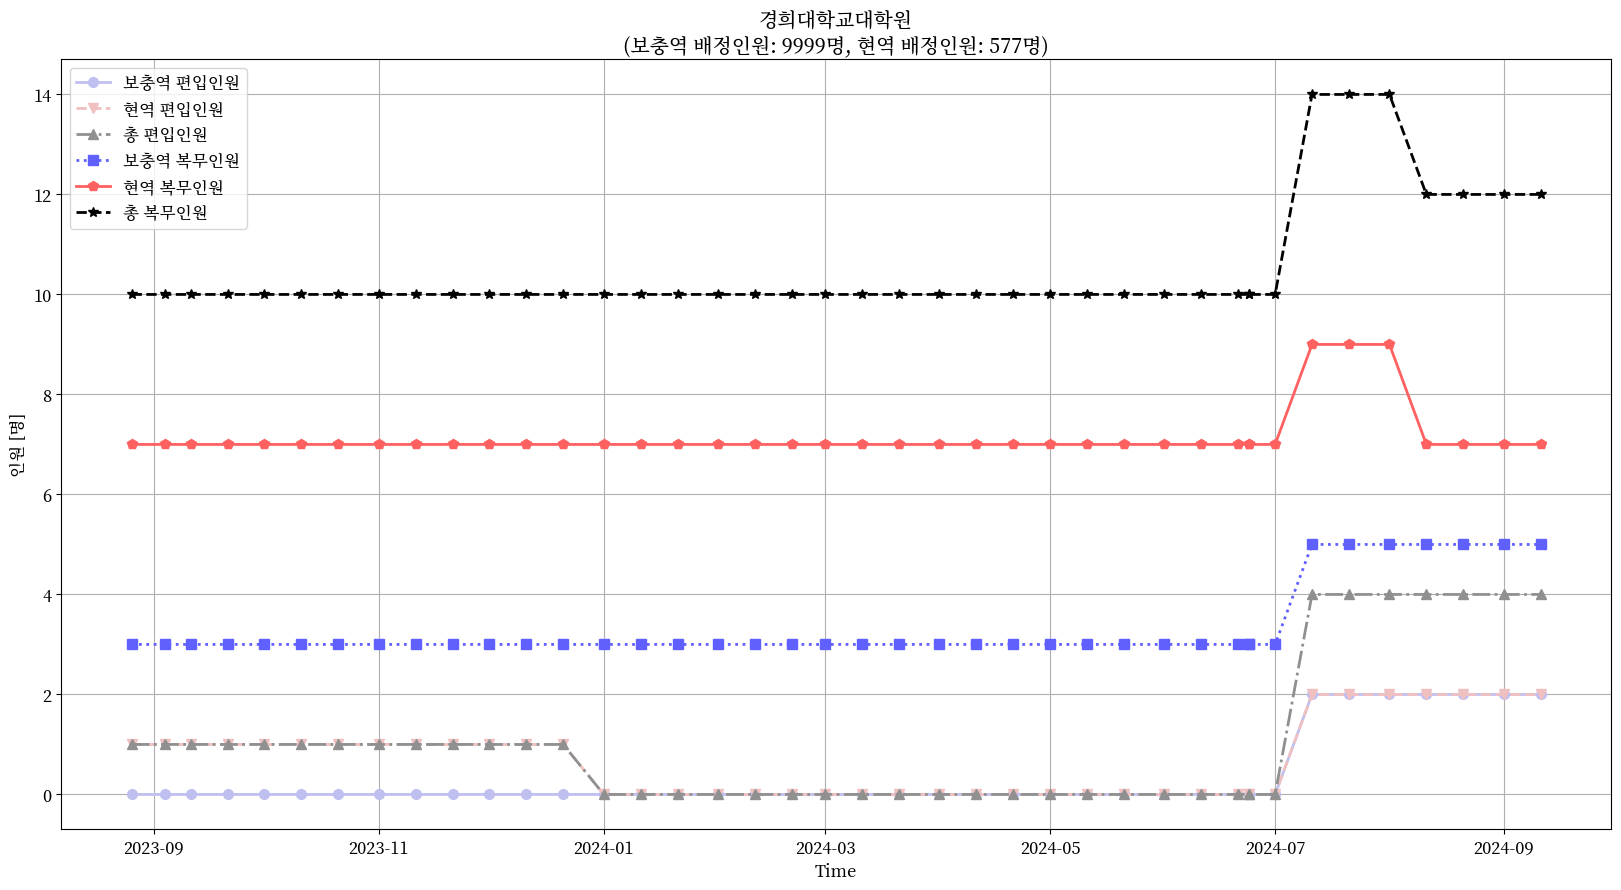 경희대학교대학원
(보충역 배정인원: 9999명, 현역 배정인원: 577명)
보충역 편입인원
현역 편입인원
총 편입인원
보충역 복무인원
현역 복무인원
총 복무인원
14
12
10
8
6
4
2
0
인원 [명]
2023-09
2023-11
2024-01
2024-03
2024-05
2024-07
2024-09
Time